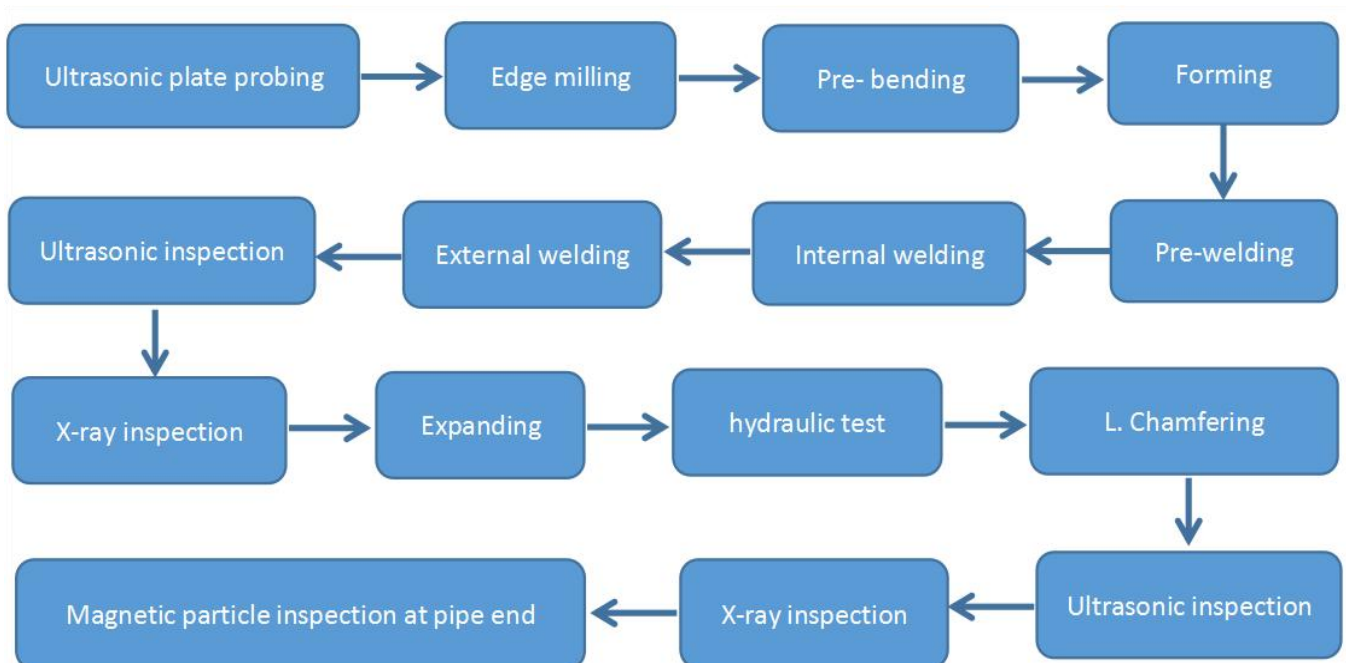 Ultrasonic plate probing
Edge milling
Pre- bending
Forming
Pre-welding
Internal welding
External welding
Ultrasonic inspection
X-ray inspection
Expanding
hydraulic test
L. Chamfering
Ultrasonic inspection
X-ray inspection
Magnetic particle inspection at pipe end